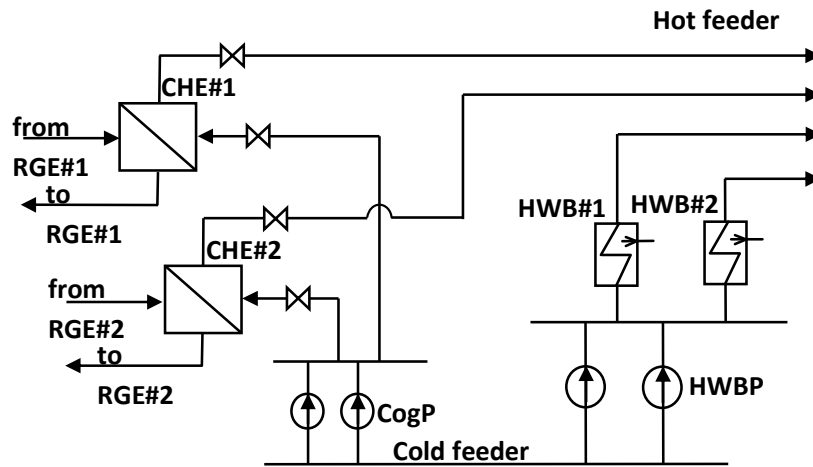 Hot feeder
CHE#1
from
RGE#1
to
RGE#1
HWB#1
HWB#2
CHE#2
from
RGE#2
to
RGE#2
CogP
HWBP
Cold feeder